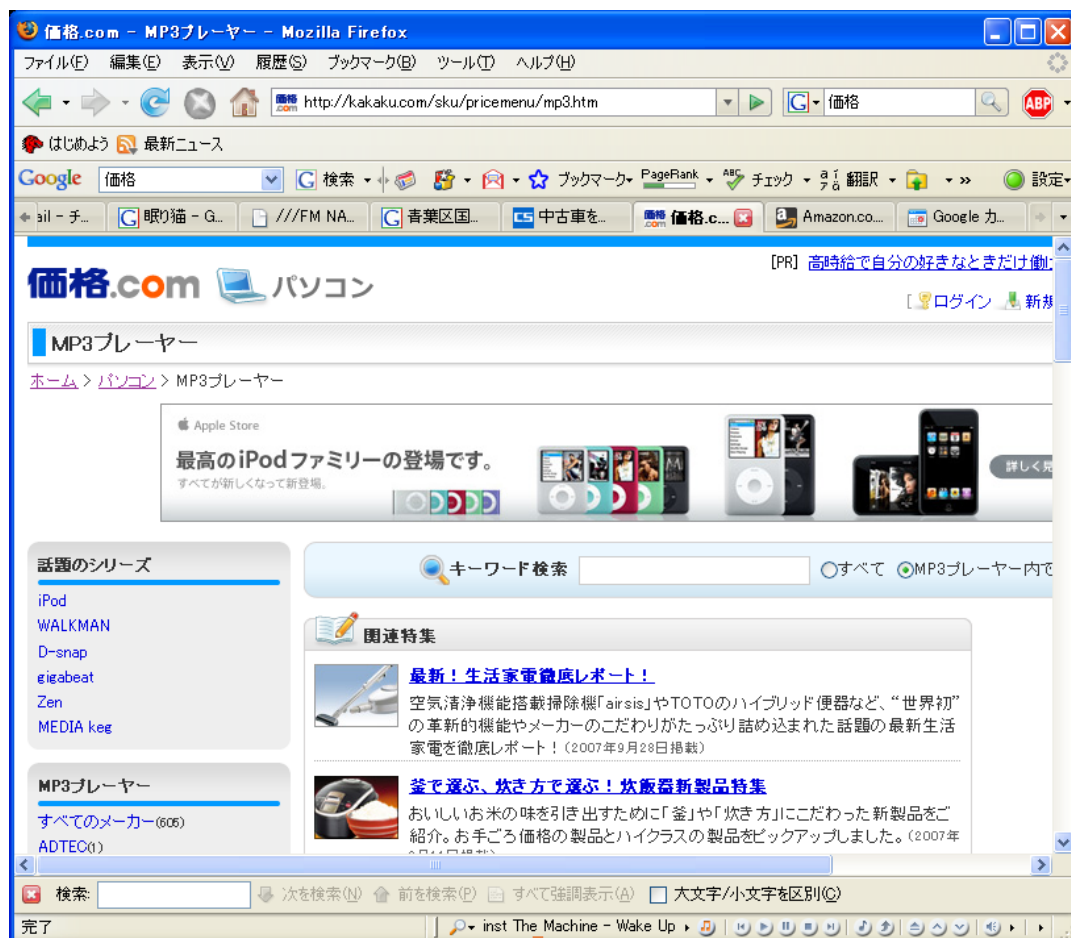 価格.com - MP3プレーヤー - Mozilla Firefox
ファイル(F) 編集(E) 表示(V) 履歴(S) ブックマーク(B) ツール(T) ヘルプ(H)
http://kakaku.com/sku/pricemenu/mp3.htm G 価格 ABP
はじめよう 最新ニュース
Google 価格 G 検索 ブックマーク PageRank チェック 翻訳 » 設定
ail - チ... 眠り猫 - G... ///FM NA... 青葉区国... 中古車を... 価格.c... Amazon.co... Google カ...
[PR] 高時給で自分の好きなときだけ働
価格.com パソコン
[ ログイン 新規
MP3プレーヤー
ホーム > パソコン > MP3プレーヤー
Apple Store
最高のiPodファミリーの登場です。
すべてが新しくなって新登場。
詳しく見
話題のシリーズ
iPod
WALKMAN
D-snap
gigabeat
Zen
MEDIA keg
キーワード検索 すべて MP3プレーヤー内で
関連特集
最新!生活家電徹底レポート!
空気清浄機能搭載掃除機「airsis」やTOTOのハイブリッド便器など、“世界初”
の革新的機能やメーカーのこだわりがたっぷり詰め込まれた話題の最新生活
家電を徹底レポート!(2007年9月28日掲載)
釜で選ぶ、炊き方で選ぶ!炊飯器新製品特集
おいしいお米の味を引き出すために「釜」や「炊き方」にこだわった新製品をご
紹介。お手ごろ価格の製品とハイクラスの製品をピックアップしました。(2007年
MP3プレーヤー
すべてのメーカー(606)
ADTEC(1)
検索: 次を検索(N) 前を検索(P) すべて強調表示(A) 大文字/小文字を区別(C)
完了 inst The Machine - Wake Up